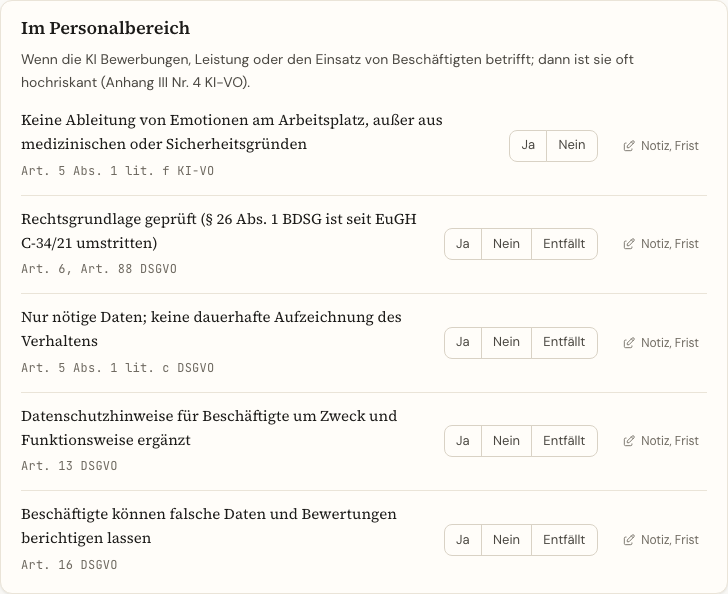 Im Personalbereich
Wenn die KI Bewerbungen, Leistung oder den Einsatz von Beschäftigten betrifft; dann ist sie oft
hochriskant (Anhang III Nr. 4 KI-VO).
Keine Ableitung von Emotionen am Arbeitsplatz, außer aus
medizinischen oder Sicherheitsgründen
Art. 5 Abs. 1 lit. f KI-VO
Ja Nein Notiz, Frist
Rechtsgrundlage geprüft (§ 26 Abs. 1 BDSG ist seit EuGH
C-34/21 umstritten)
Art. 6, Art. 88 DSGVO
Ja Nein Entfällt Notiz, Frist
Nur nötige Daten; keine dauerhafte Aufzeichnung des
Verhaltens
Art. 5 Abs. 1 lit. c DSGVO
Ja Nein Entfällt Notiz, Frist
Datenschutzhinweise für Beschäftigte um Zweck und
Funktionsweise ergänzt
Art. 13 DSGVO
Ja Nein Entfällt Notiz, Frist
Beschäftigte können falsche Daten und Bewertungen
berichtigen lassen
Art. 16 DSGVO
Ja Nein Entfällt Notiz, Frist